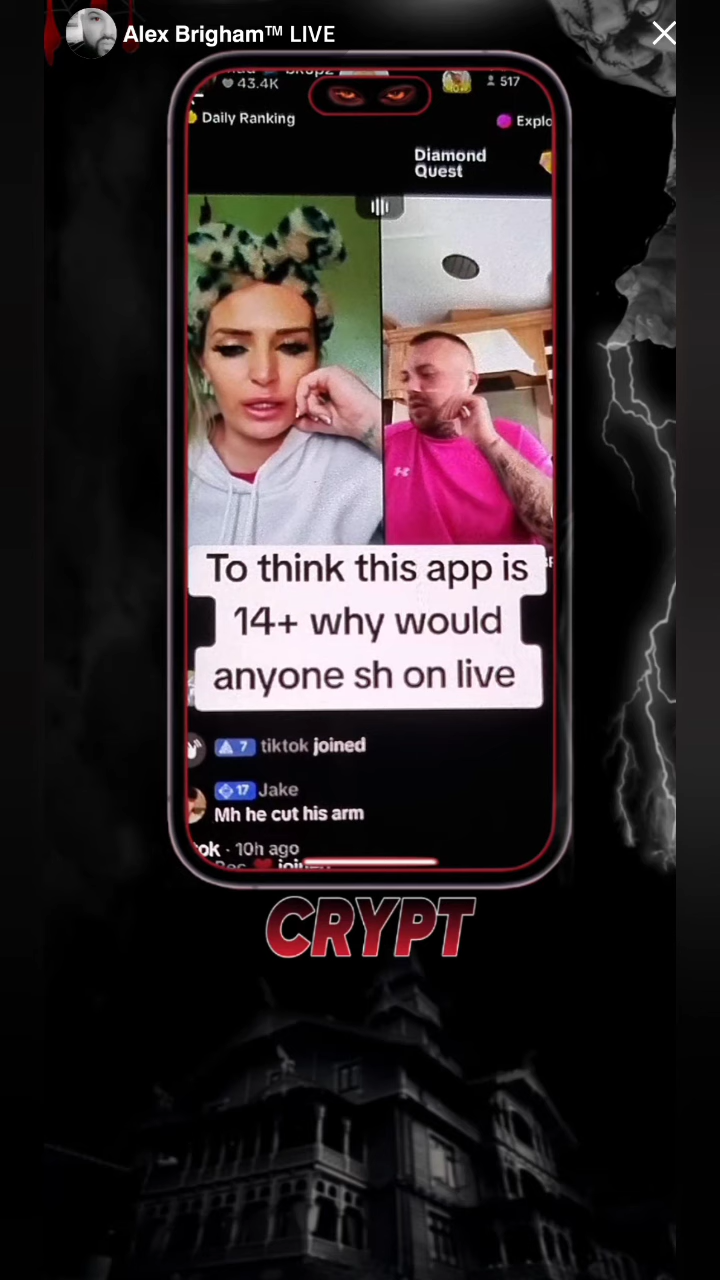 Alex Brigham™ LIVE
43.4K
517
Daily Ranking
Diamond
Quest
To think this app is
14+ why would
anyone sh on live
7 tiktok joined
17 Jake
Mh he cut his arm
10h ago
CRYPT